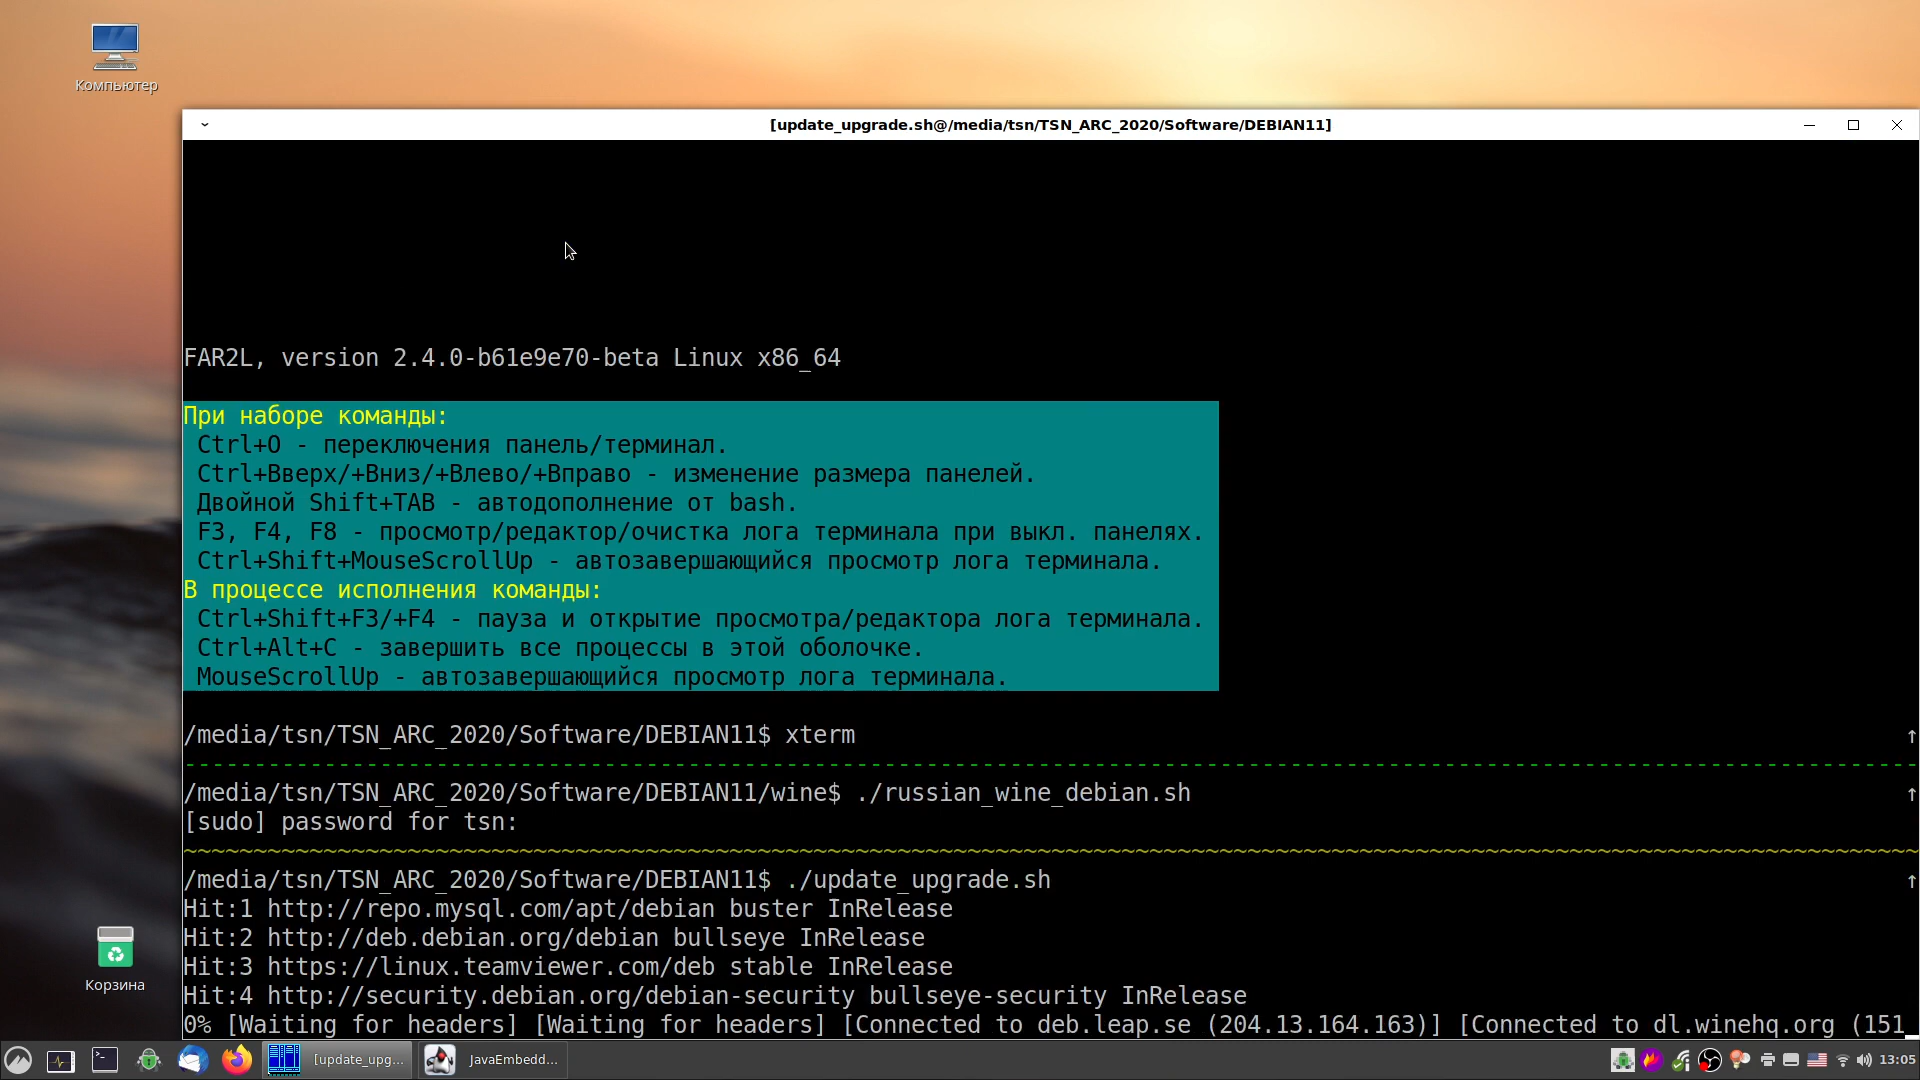 Компьютер
[update_upgrade.sh@/media/tsn/TSN_ARC_2020/Software/DEBIAN11]
FAR2L, version 2.4.0-b61e9e70-beta Linux x86_64
При наборе команды:
Ctrl+O - переключения панель/терминал.
Ctrl+Вверх/+Вниз/+Влево/+Вправо - изменение размера панелей.
Двойной Shift+TAB - автодополнение от bash.
F3, F4, F8 - просмотр/редактор/очистка лога терминала при выкл. панелях.
Ctrl+Shift+MouseScrollUp - автозавершающийся просмотр лога терминала.
В процессе исполнения команды:
Ctrl+Shift+F3/+F4 - пауза и открытие просмотра/редактора лога терминала.
Ctrl+Alt+C - завершить все процессы в этой оболочке.
MouseScrollUp - автозавершающийся просмотр лога терминала.
/media/tsn/TSN_ARC_2020/Software/DEBIAN11$ xterm ↑
/media/tsn/TSN_ARC_2020/Software/DEBIAN11/wine$ ./russian_wine_debian.sh ↑
[sudo] password for tsn:
/media/tsn/TSN_ARC_2020/Software/DEBIAN11$ ./update_upgrade.sh ↑
Hit:1 http://repo.mysql.com/apt/debian buster InRelease
Hit:2 http://deb.debian.org/debian bullseye InRelease
Hit:3 https://linux.teamviewer.com/deb stable InRelease
Hit:4 http://security.debian.org/debian-security bullseye-security InRelease
0% [Waiting for headers] [Waiting for headers] [Connected to deb.leap.se (204.13.164.163)] [Connected to dl.winehq.org (151
Корзина
[update_upg...
JavaEmbedd...
13:05